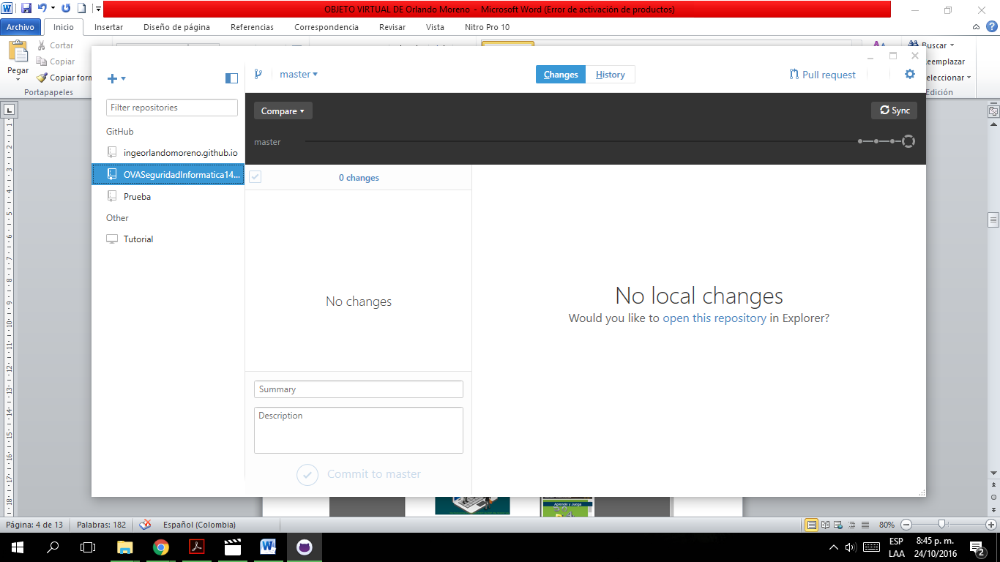 OBJETO VIRTUAL DE Orlando Moreno - Microsoft Word (Error de activación de productos)
Archivo Inicio Insertar Diseño de página Referencias Correspondencia Revisar Vista Nitro Pro 10
Pegar
Cortar
Copiar
Copiar form
Portapapeles
Buscar
Reemplazar
eleccionar
Edición
master
Changes History
Pull request
Filter repositories
GitHub
ingeorlandomoreno.github.io
OVASeguridadInformatica14...
Prueba
Other
Tutorial
Compare
Sync
master
0 changes
No changes
No local changes
Would you like to open this repository in Explorer?
Summary
Description
Commit to master
Aprende y Juega
Página: 4 de 13 Palabras: 182 Español (Colombia) 80%
ESP
LAA
8:45 p. m.
24/10/2016
2